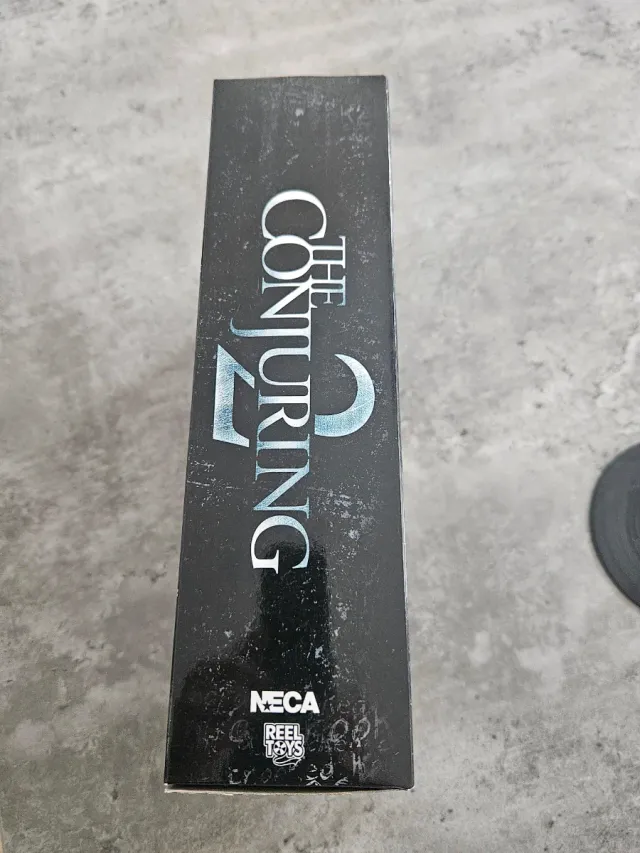 THE
CONJURING
2
NECA
REEL
TOYS